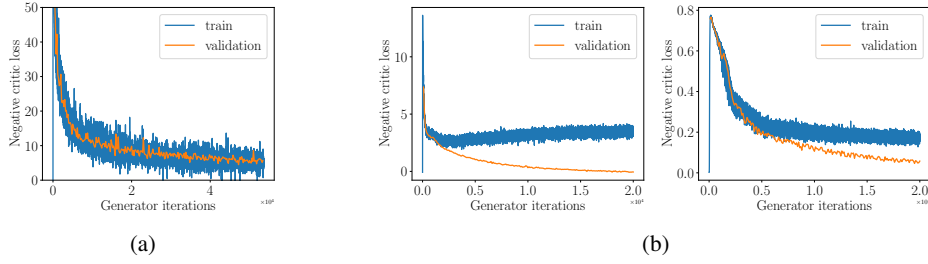 50
40
30
20
10
0
Negative critic loss
train
validation
0
2
4
×10⁴
Generator iterations
(a)
10
5
0
Negative critic loss
train
validation
0.0
0.5
1.0
1.5
2.0
×10⁴
Generator iterations
0.8
0.6
0.4
0.2
0.0
Negative critic loss
train
validation
0.0
0.5
1.0
1.5
2.0
Generator iterations
(b)